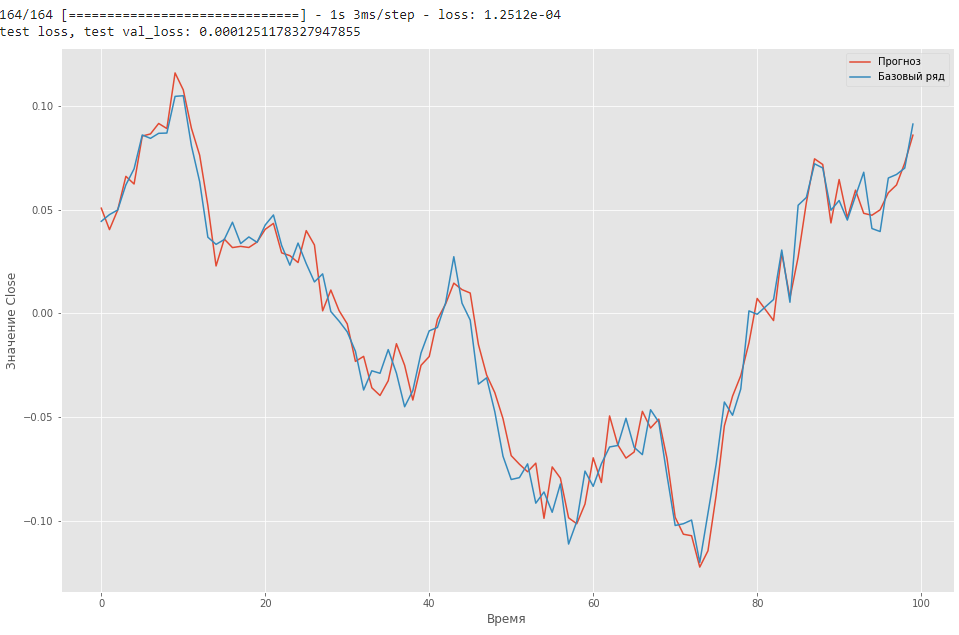 164/164 [==============================] - 1s 3ms/step - loss: 1.2512e-04
test loss, test val_loss: 0.0001251178327947855
Прогноз
Базовый ряд
0.10
0.05
0.00
−0.05
−0.10
Значение Close
0 20 40 60 80 100
Время